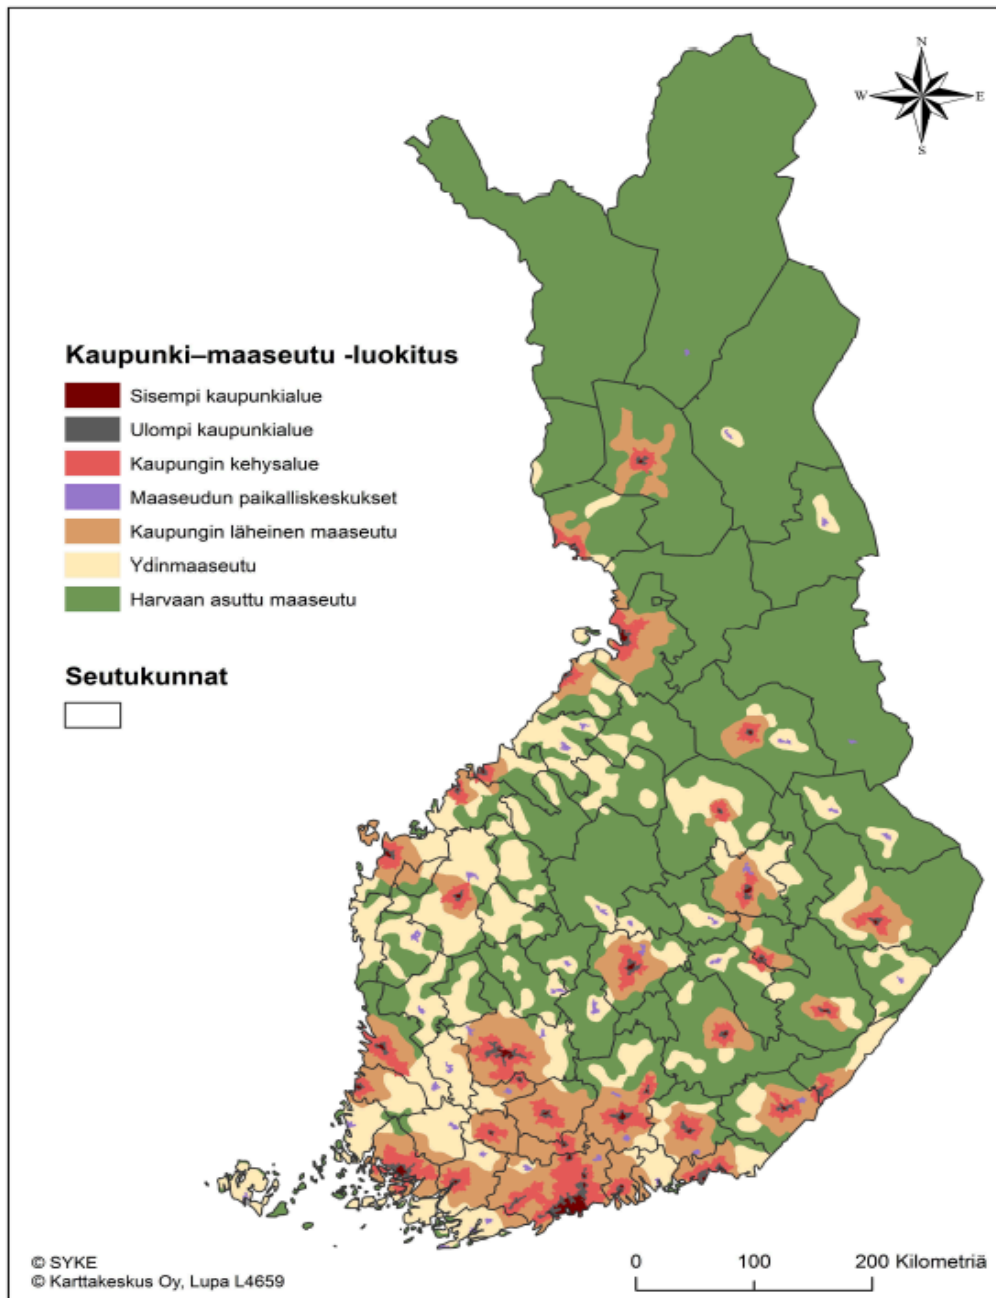 N
W
E
S
Kaupunki–maaseutu -luokitus
Sisempi kaupunkialue
Ulompi kaupunkialue
Kaupungin kehysalue
Maaseudun paikalliskeskukset
Kaupungin läheinen maaseutu
Ydinmaaseutu
Harvaan asuttu maaseutu
Seutukunnat
© SYKE
© Karttakeskus Oy, Lupa L4659
0 100 200 Kilometriä